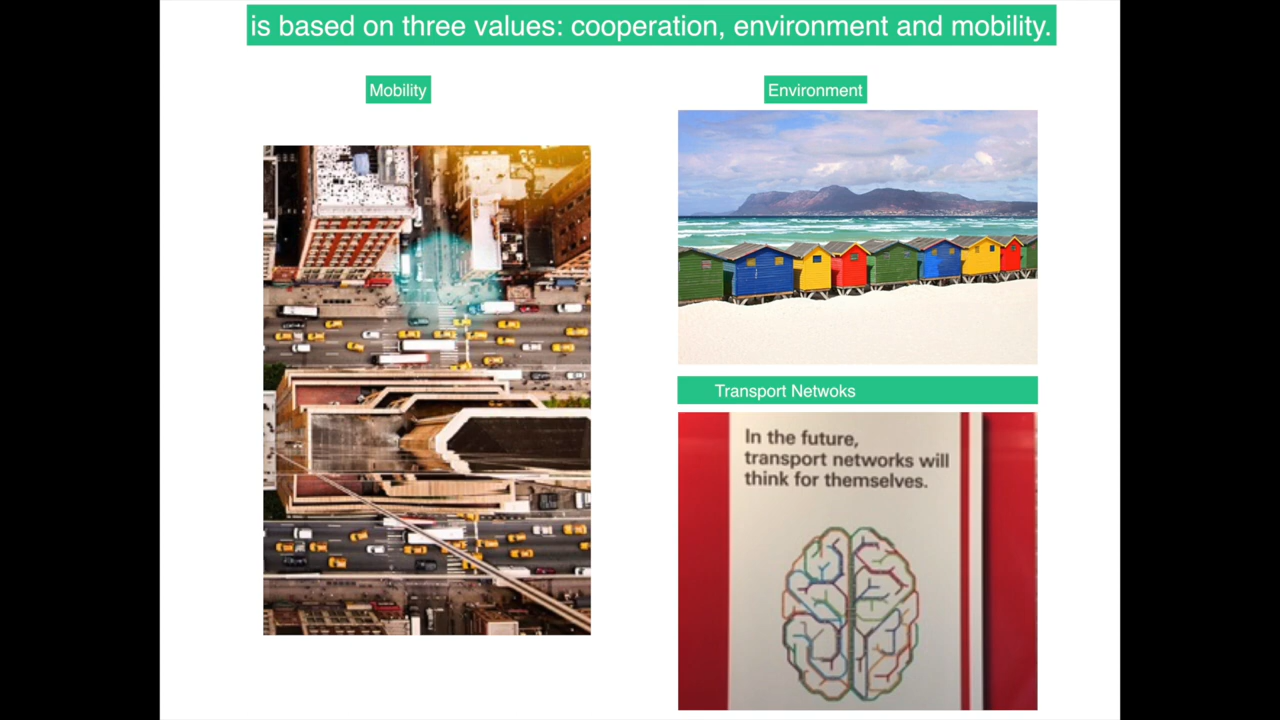 is based on three values: cooperation, environment and mobility.
Mobility
Environment
Transport Netwoks
In the future,
transport networks will
think for themselves.